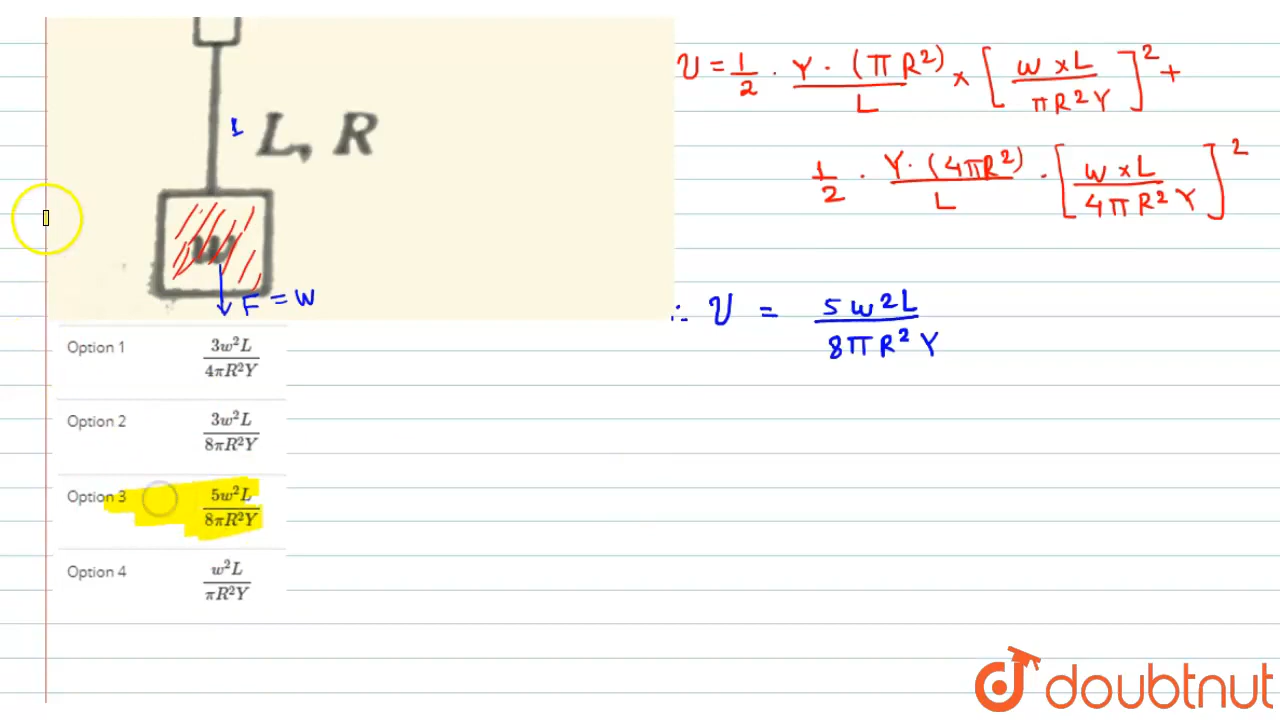 U = 1/2 · Y·(πR²)/L × [w×L/πR²Y]² +
1/2 · Y·(4πR²)/L · [w×L/4πR²Y]²
1 L, R
w
F = W
∴ U = 5w²L/8πR²Y
Option 1 3w²L/4πR²Y
Option 2 3w²L/8πR²Y
Option 3 5w²L/8πR²Y
Option 4 w²L/πR²Y
doubtnut